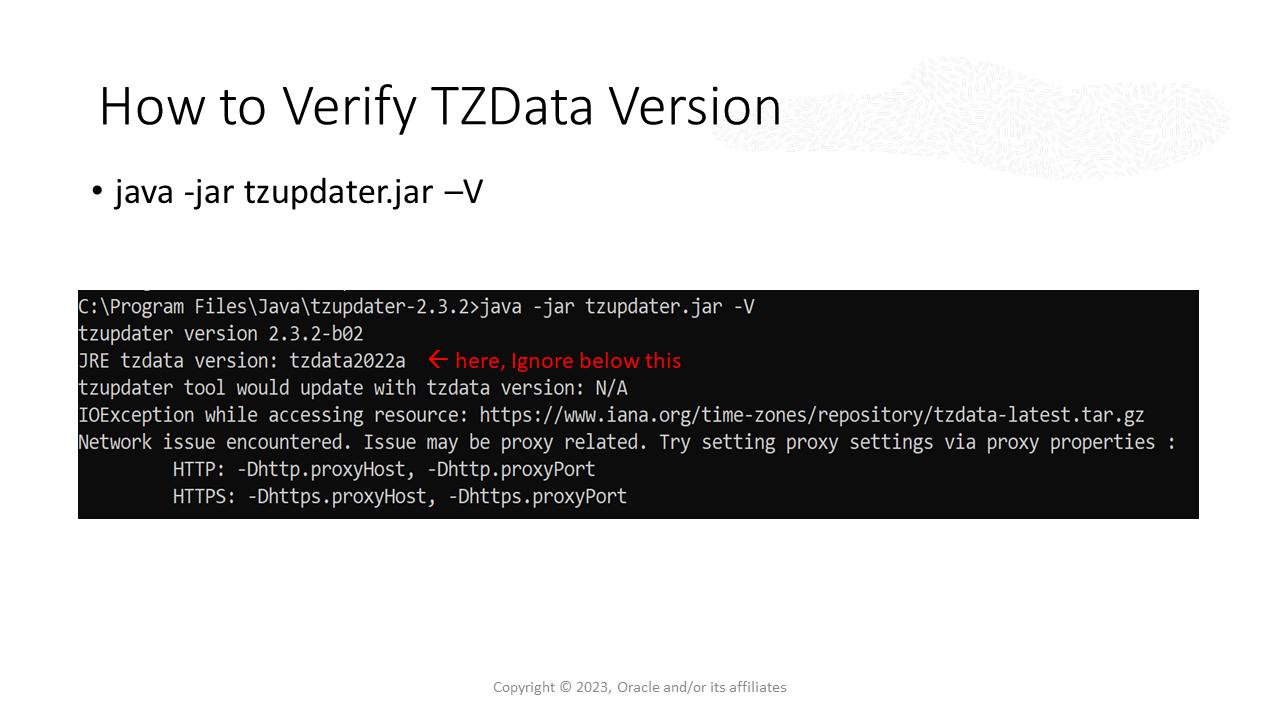 How to Verify TZData Version
• java -jar tzupdater.jar –V
C:\Program Files\Java\tzupdater-2.3.2>java -jar tzupdater.jar -V
tzupdater version 2.3.2-b02
JRE tzdata version: tzdata2022a ← here, Ignore below this
tzupdater tool would update with tzdata version: N/A
IOException while accessing resource: https://www.iana.org/time-zones/repository/tzdata-latest.tar.gz
Network issue encountered. Issue may be proxy related. Try setting proxy settings via proxy properties :
HTTP: -Dhttp.proxyHost, -Dhttp.proxyPort
HTTPS: -Dhttps.proxyHost, -Dhttps.proxyPort
Copyright © 2023, Oracle and/or its affiliates